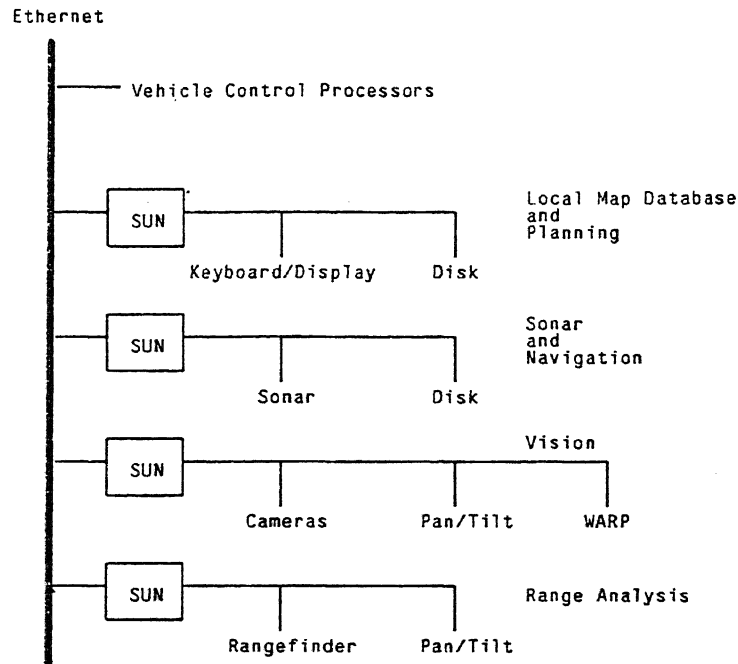 Ethernet
Vehicle Control Processors
SUN
Local Map Database
and
Planning
Keyboard/Display
Disk
SUN
Sonar
and
Navigation
Sonar
Disk
SUN
Vision
Cameras
Pan/Tilt
WARP
SUN
Range Analysis
Rangefinder
Pan/Tilt